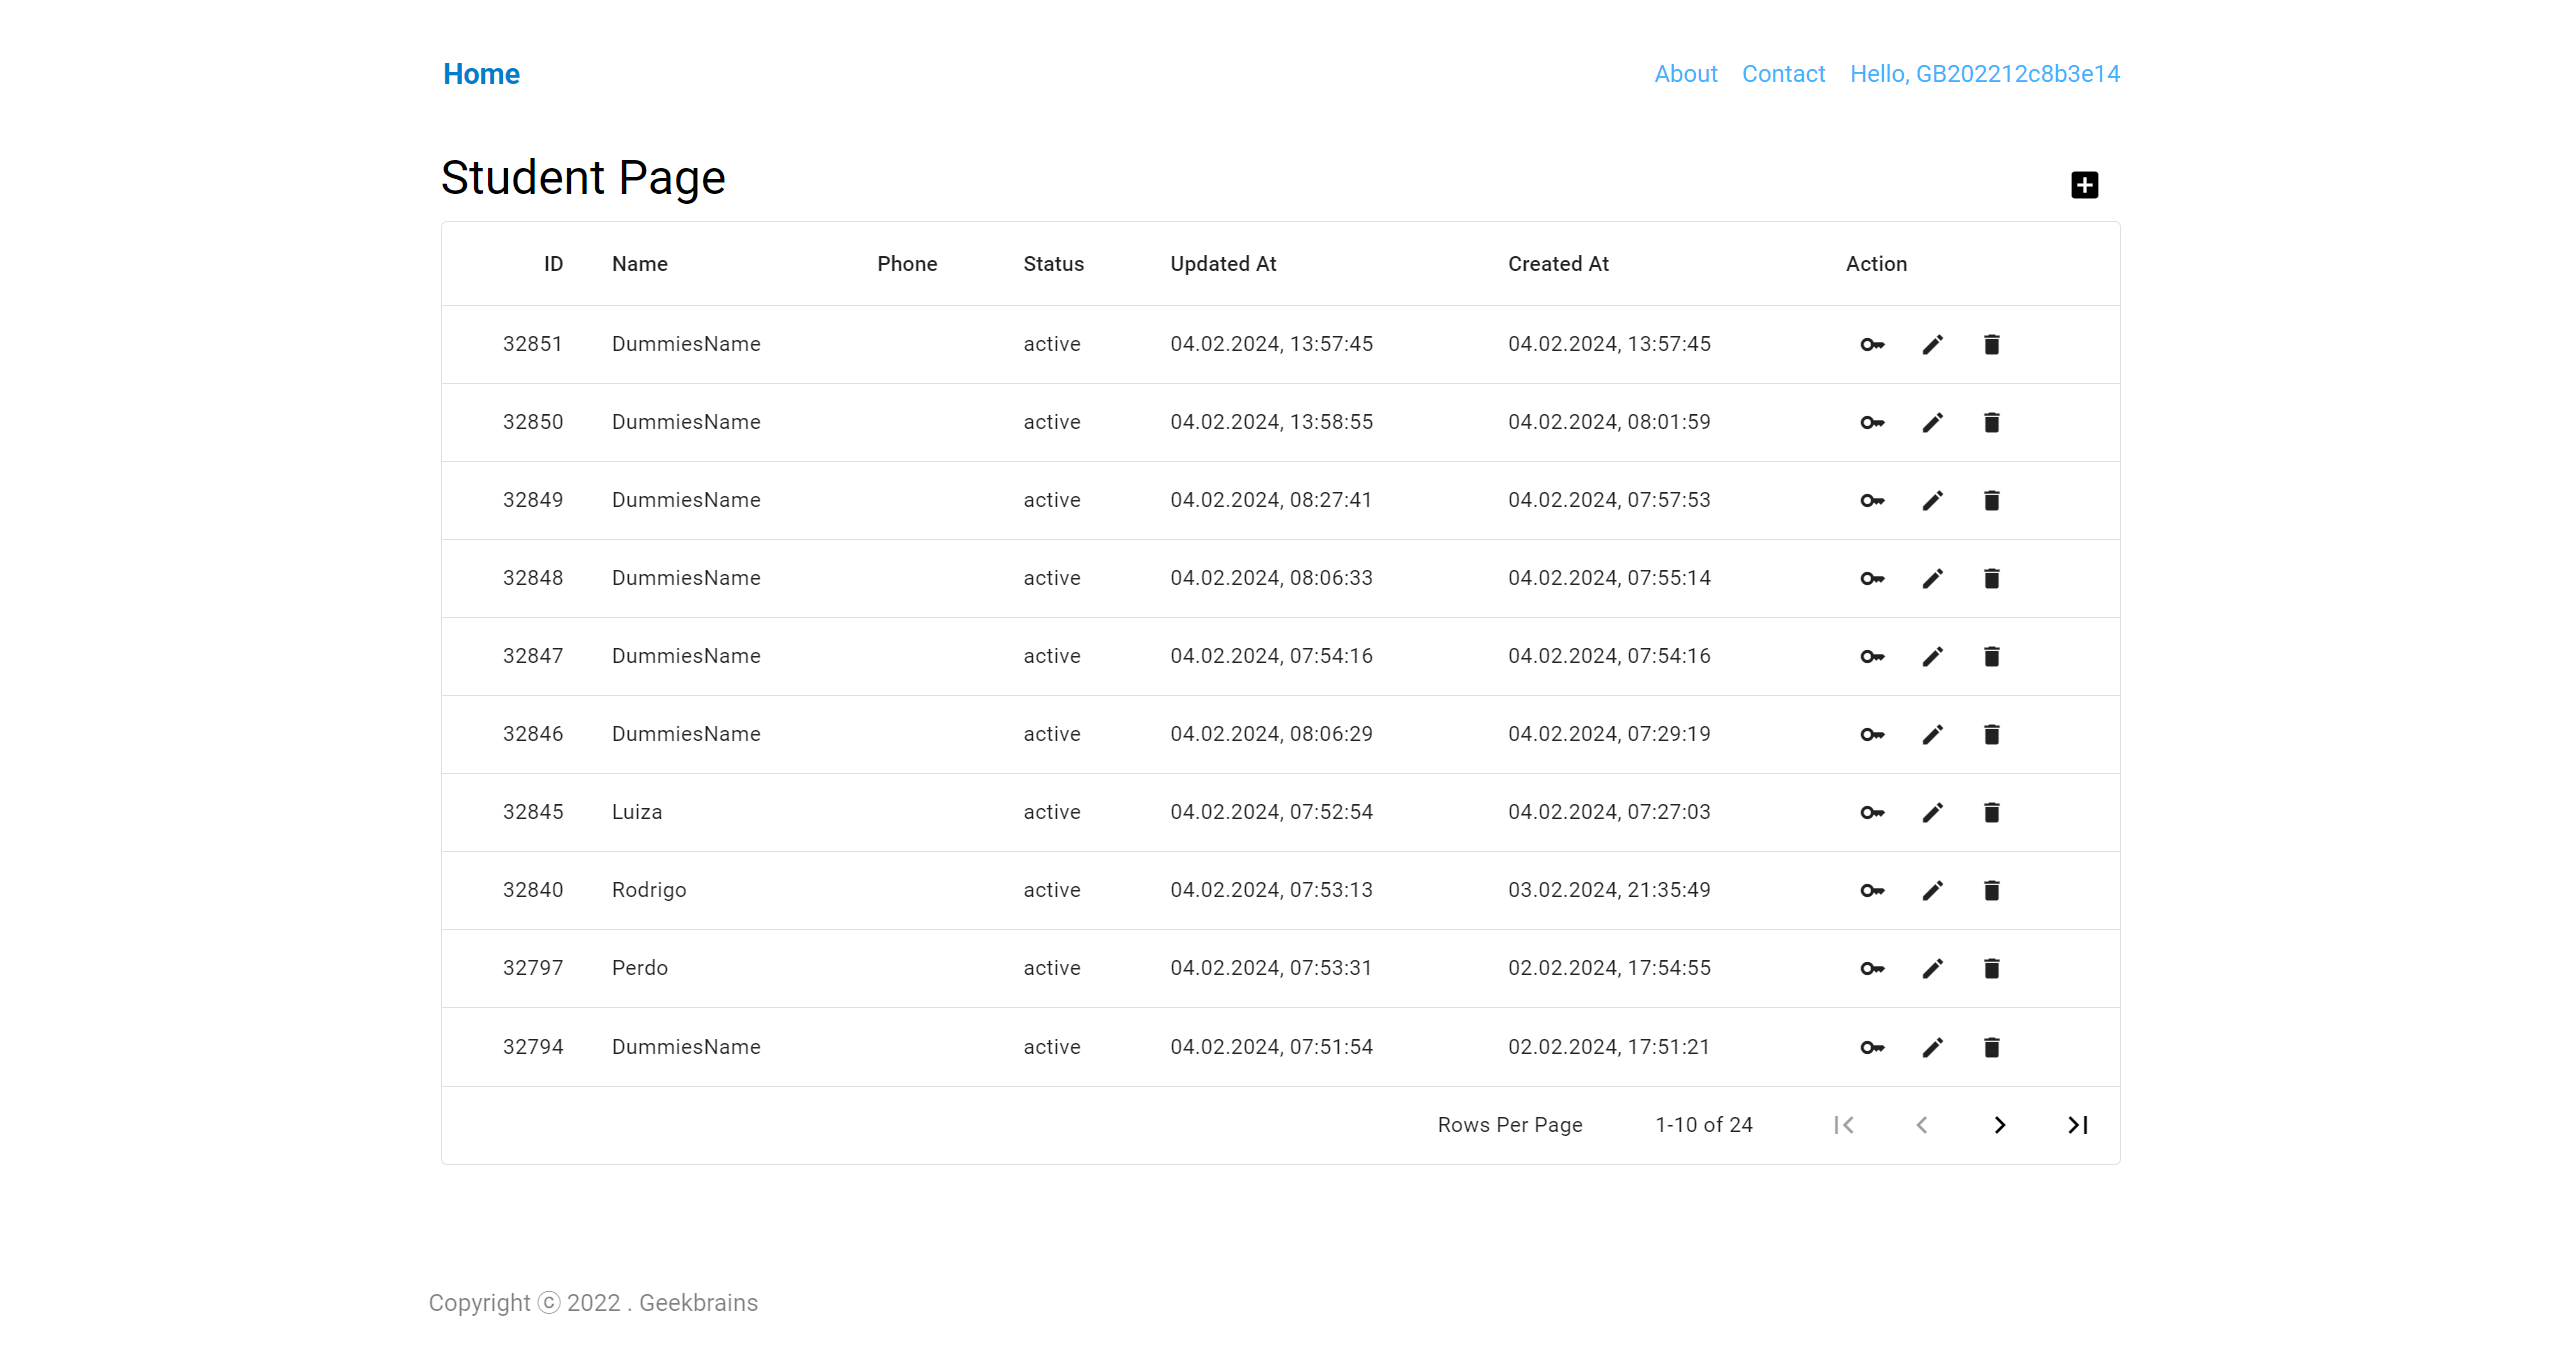 Home About Contact Hello, GB202212c8b3e14
Student Page
ID Name Phone Status Updated At Created At Action
32851 DummiesName active 04.02.2024, 13:57:45 04.02.2024, 13:57:45
32850 DummiesName active 04.02.2024, 13:58:55 04.02.2024, 08:01:59
32849 DummiesName active 04.02.2024, 08:27:41 04.02.2024, 07:57:53
32848 DummiesName active 04.02.2024, 08:06:33 04.02.2024, 07:55:14
32847 DummiesName active 04.02.2024, 07:54:16 04.02.2024, 07:54:16
32846 DummiesName active 04.02.2024, 08:06:29 04.02.2024, 07:29:19
32845 Luiza active 04.02.2024, 07:52:54 04.02.2024, 07:27:03
32840 Rodrigo active 04.02.2024, 07:53:13 03.02.2024, 21:35:49
32797 Perdo active 04.02.2024, 07:53:31 02.02.2024, 17:54:55
32794 DummiesName active 04.02.2024, 07:51:54 02.02.2024, 17:51:21
Rows Per Page 1-10 of 24
Copyright ⓒ 2022 . Geekbrains